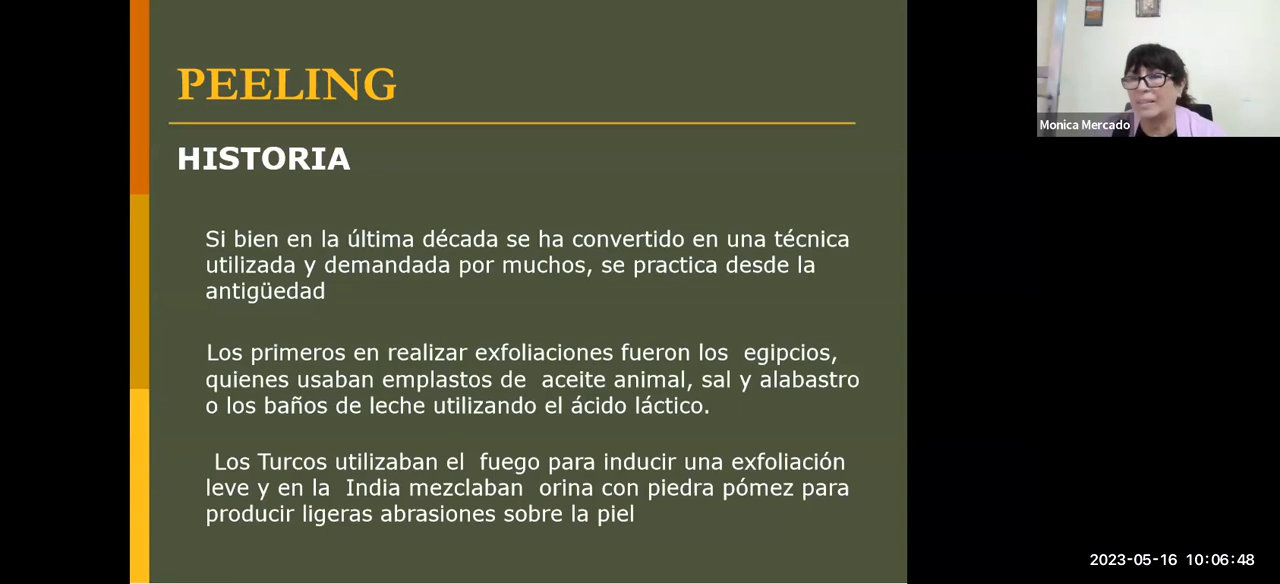 PEELING
HISTORIA
Si bien en la última década se ha convertido en una técnica
utilizada y demandada por muchos, se practica desde la
antigüedad
Los primeros en realizar exfoliaciones fueron los egipcios,
quienes usaban emplastos de aceite animal, sal y alabastro
o los baños de leche utilizando el ácido láctico.
Los Turcos utilizaban el fuego para inducir una exfoliación
leve y en la India mezclaban orina con piedra pómez para
producir ligeras abrasiones sobre la piel
Monica Mercado
2023-05-16 10:06:48